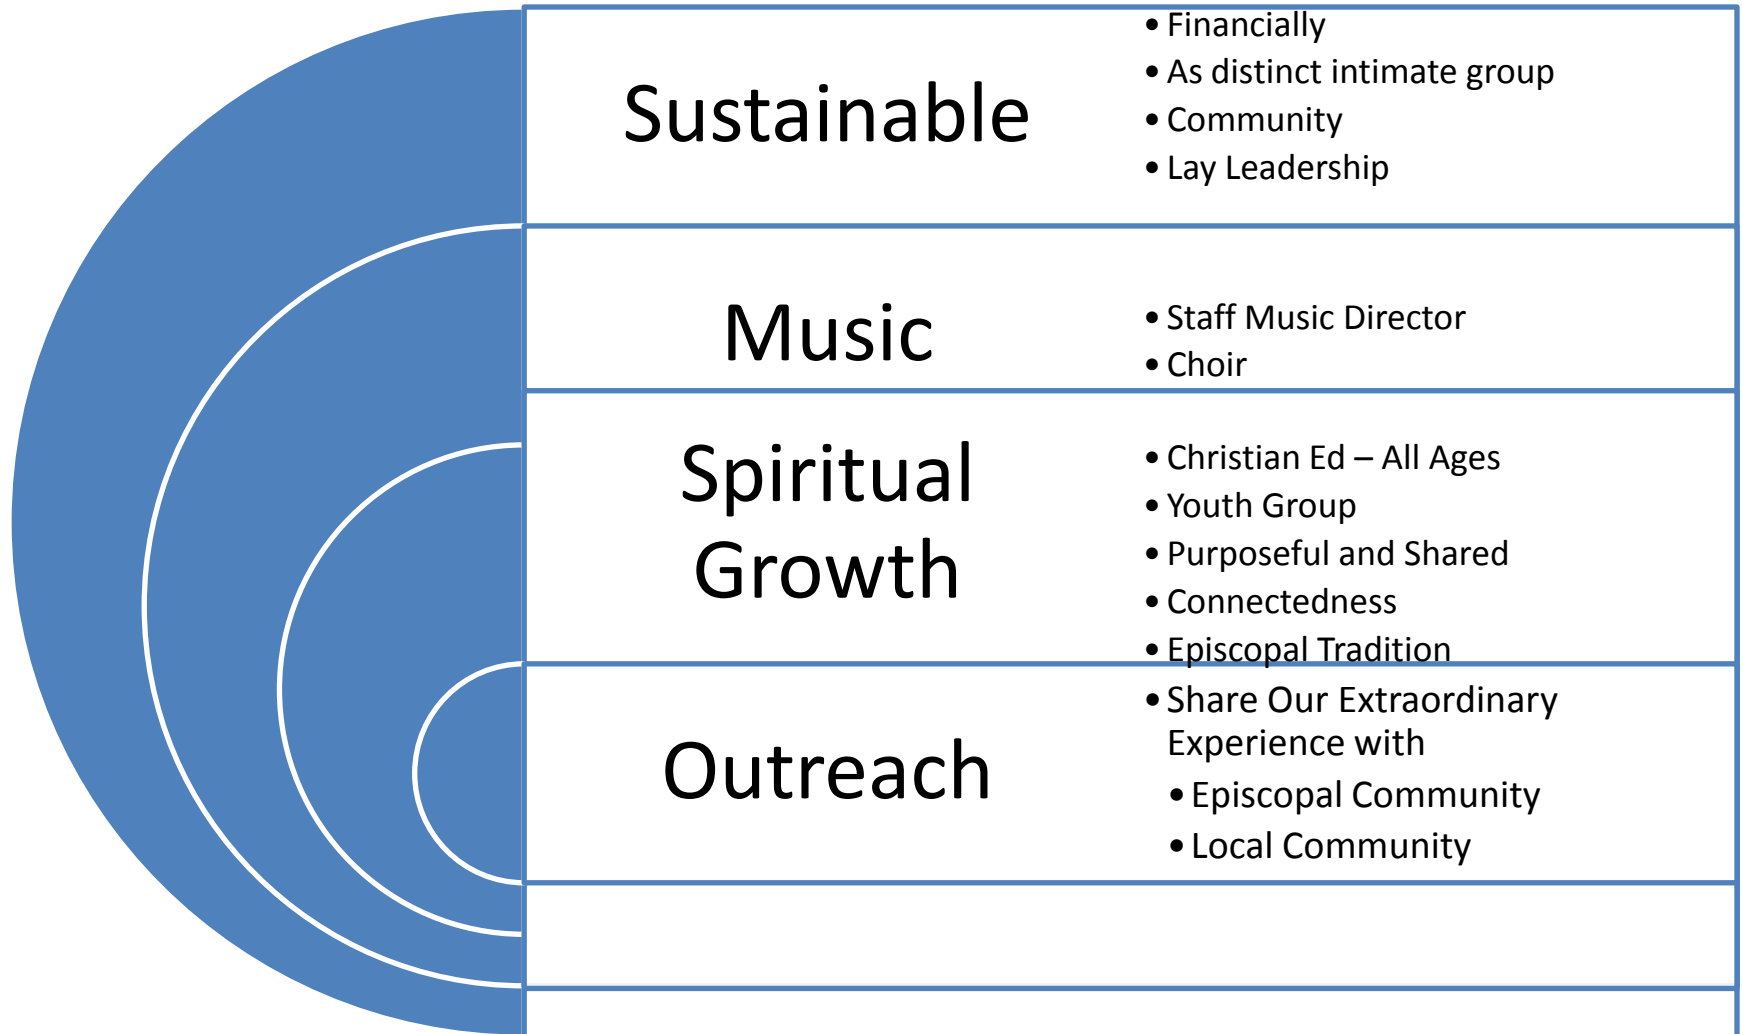 Sustainable
• Financially
• As distinct intimate group
• Community
• Lay Leadership
Music
• Staff Music Director
• Choir
Spiritual
Growth
• Christian Ed – All Ages
• Youth Group
• Purposeful and Shared
• Connectedness
• Episcopal Tradition
Outreach
• Share Our Extraordinary
Experience with
• Episcopal Community
• Local Community